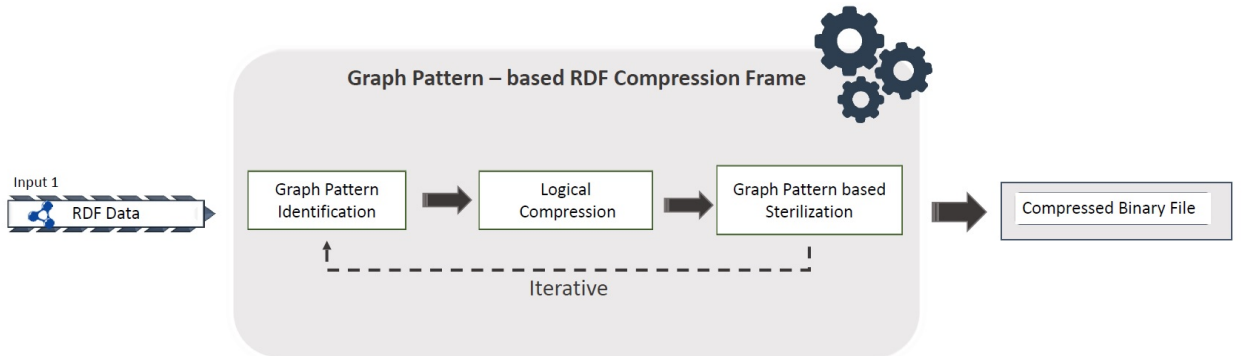 Graph Pattern – based RDF Compression Frame
Input 1
RDF Data
Graph Pattern
Identification
Logical
Compression
Graph Pattern based
Sterilization
Compressed Binary File
Iterative